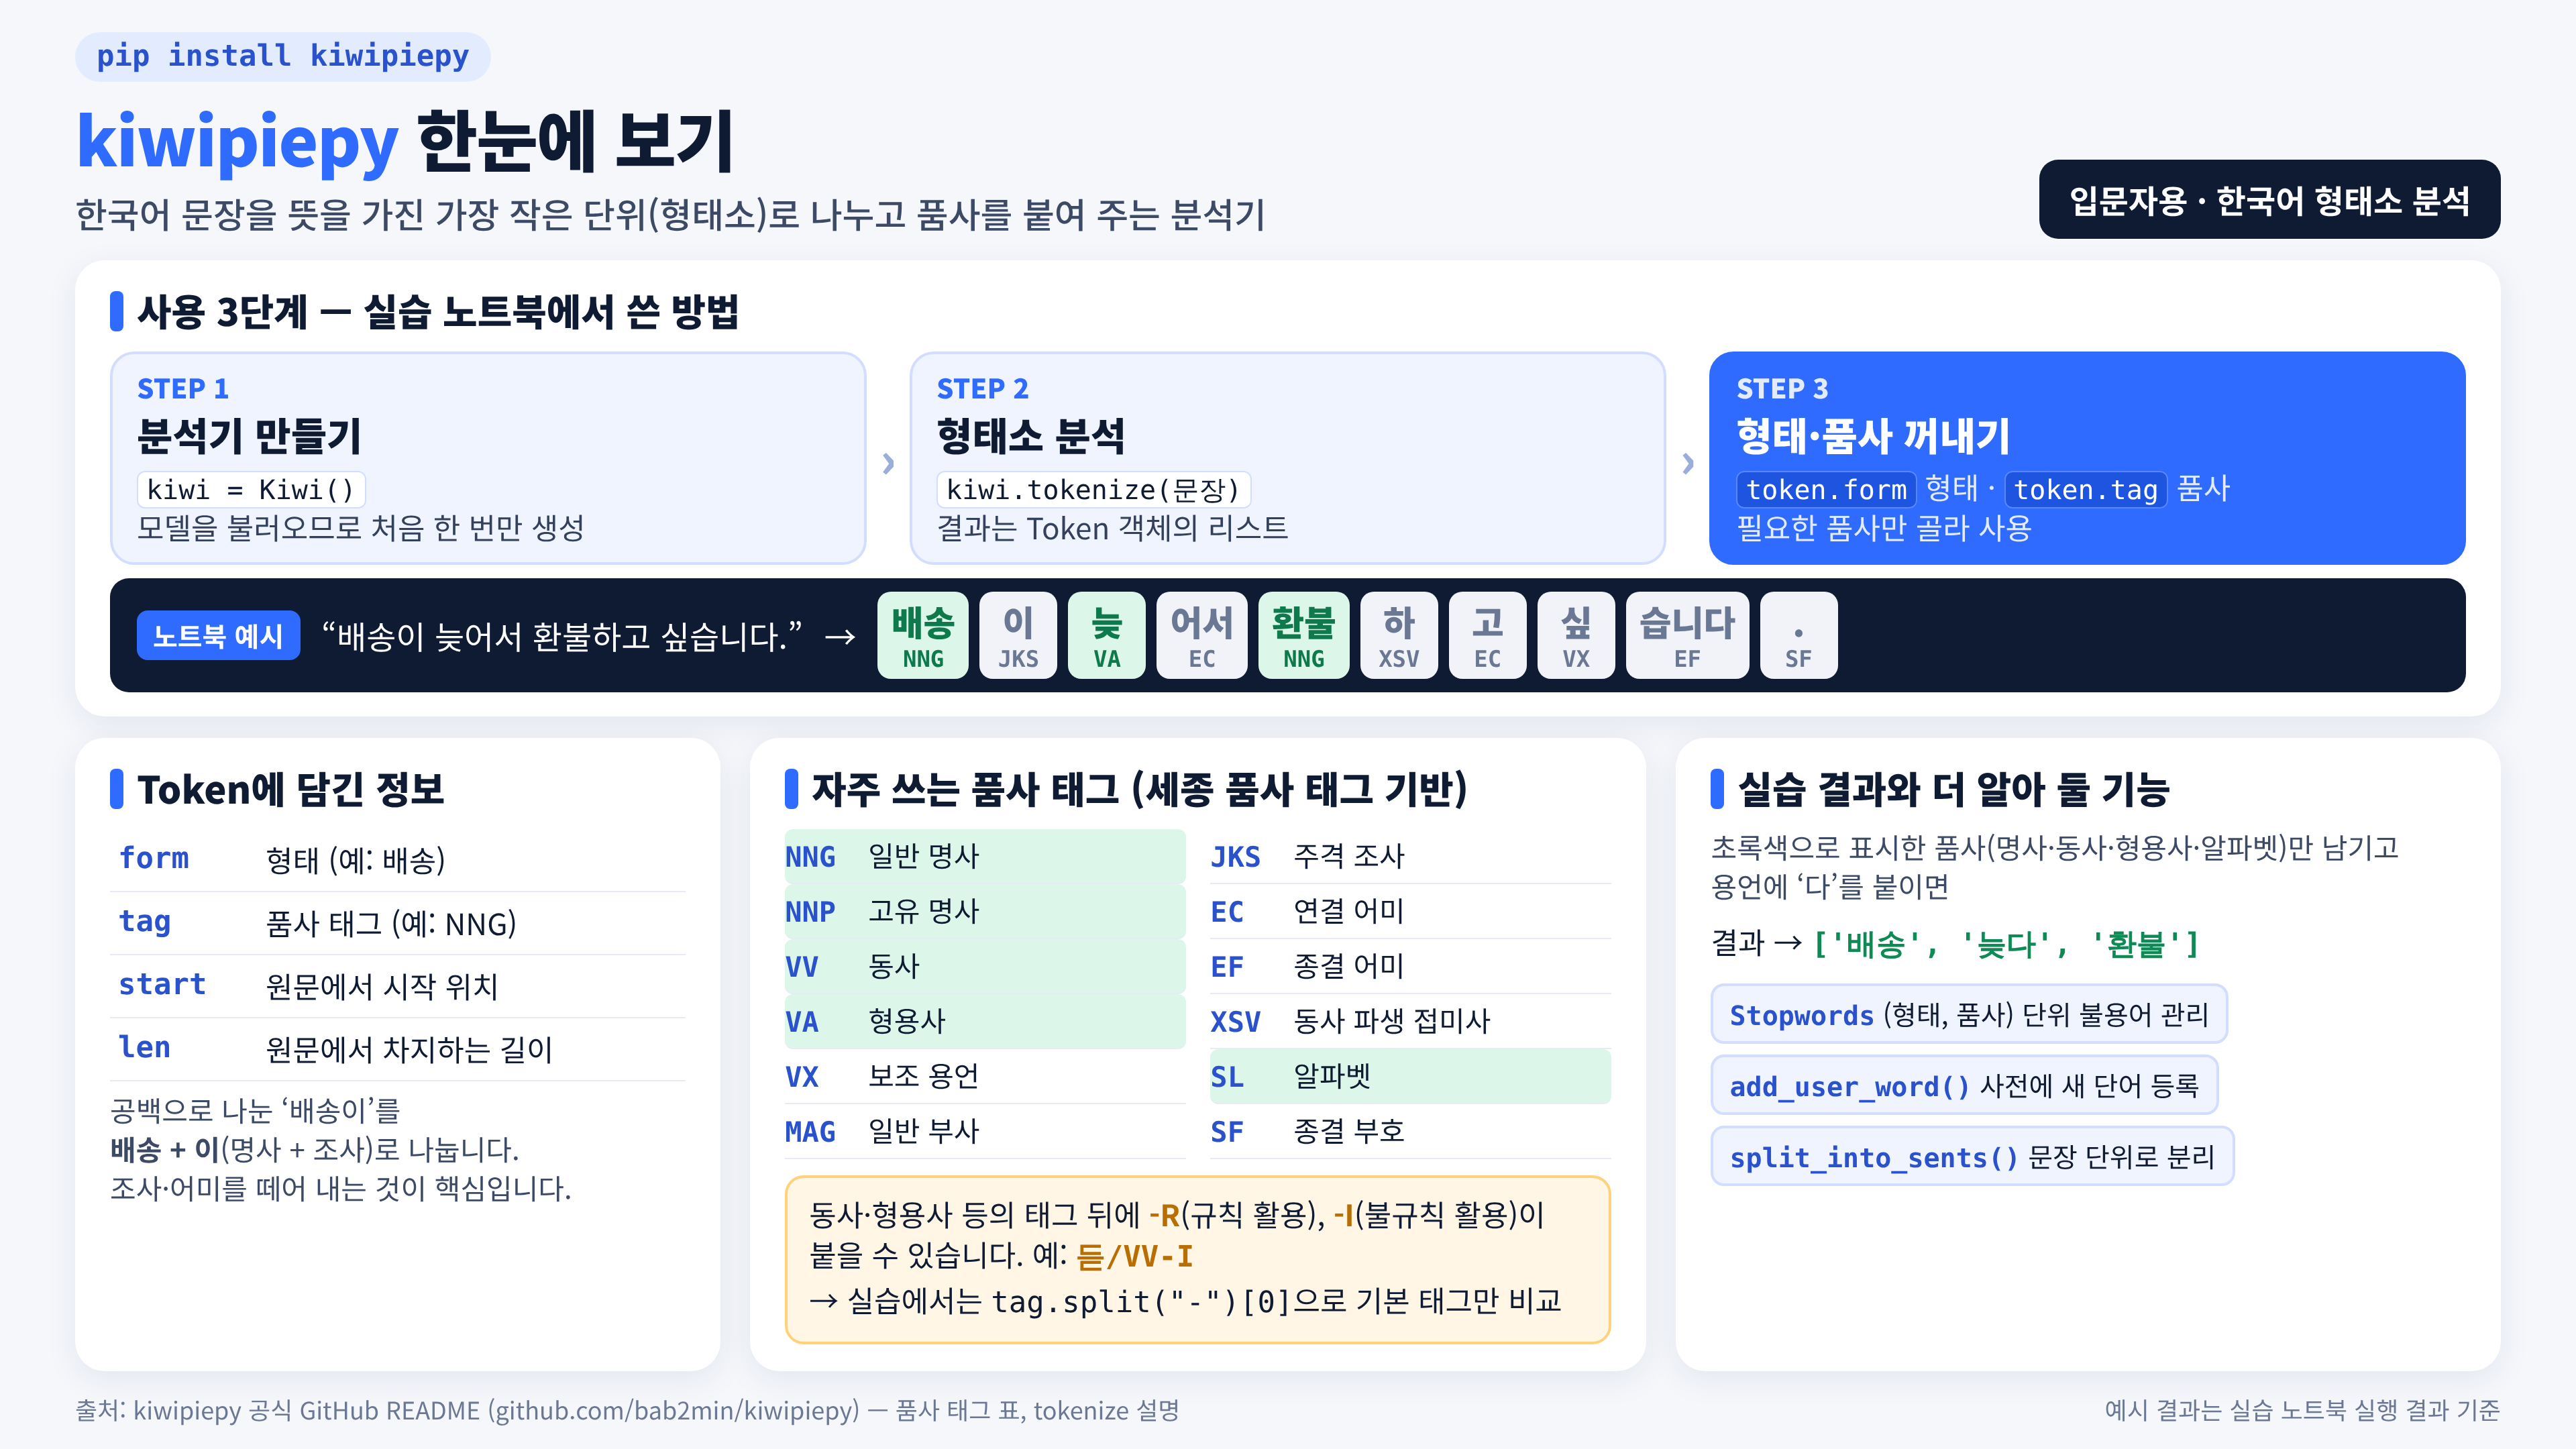 pip install kiwipiepy
kiwipiepy 한눈에 보기
한국어 문장을 뜻을 가진 가장 작은 단위(형태소)로 나누고 품사를 붙여 주는 분석기
입문자용 · 한국어 형태소 분석
사용 3단계 — 실습 노트북에서 쓴 방법
STEP 1
분석기 만들기
kiwi = Kiwi()
모델을 불러오므로 처음 한 번만 생성
›
STEP 2
형태소 분석
kiwi.tokenize(문장)
결과는 Token 객체의 리스트
›
STEP 3
형태·품사 꺼내기
token.form 형태 · token.tag 품사
필요한 품사만 골라 사용
노트북 예시 “배송이 늦어서 환불하고 싶습니다.” → 배송 이 늦 어서 환불 하 고 싶 습니다 .
NNG JKS VA EC NNG XSV EC VX EF SF
Token에 담긴 정보
form 형태 (예: 배송)
tag 품사 태그 (예: NNG)
start 원문에서 시작 위치
len 원문에서 차지하는 길이
공백으로 나눈 ‘배송이’를
배송 + 이(명사 + 조사)로 나눕니다.
조사·어미를 떼어 내는 것이 핵심입니다.
자주 쓰는 품사 태그 (세종 품사 태그 기반)
NNG 일반 명사 JKS 주격 조사
NNP 고유 명사 EC 연결 어미
VV 동사 EF 종결 어미
VA 형용사 XSV 동사 파생 접미사
VX 보조 용언 SL 알파벳
MAG 일반 부사 SF 종결 부호
동사·형용사 등의 태그 뒤에 -R(규칙 활용), -I(불규칙 활용)이
붙을 수 있습니다. 예: 듣/VV-I
→ 실습에서는 tag.split("-")[0]으로 기본 태그만 비교
실습 결과와 더 알아 둘 기능
초록색으로 표시한 품사(명사·동사·형용사·알파벳)만 남기고
용언에 ‘다’를 붙이면
결과 → ['배송', '늦다', '환불']
Stopwords (형태, 품사) 단위 불용어 관리
add_user_word() 사전에 새 단어 등록
split_into_sents() 문장 단위로 분리
출처: kiwipiepy 공식 GitHub README (github.com/bab2min/kiwipiepy) — 품사 태그 표, tokenize 설명
예시 결과는 실습 노트북 실행 결과 기준